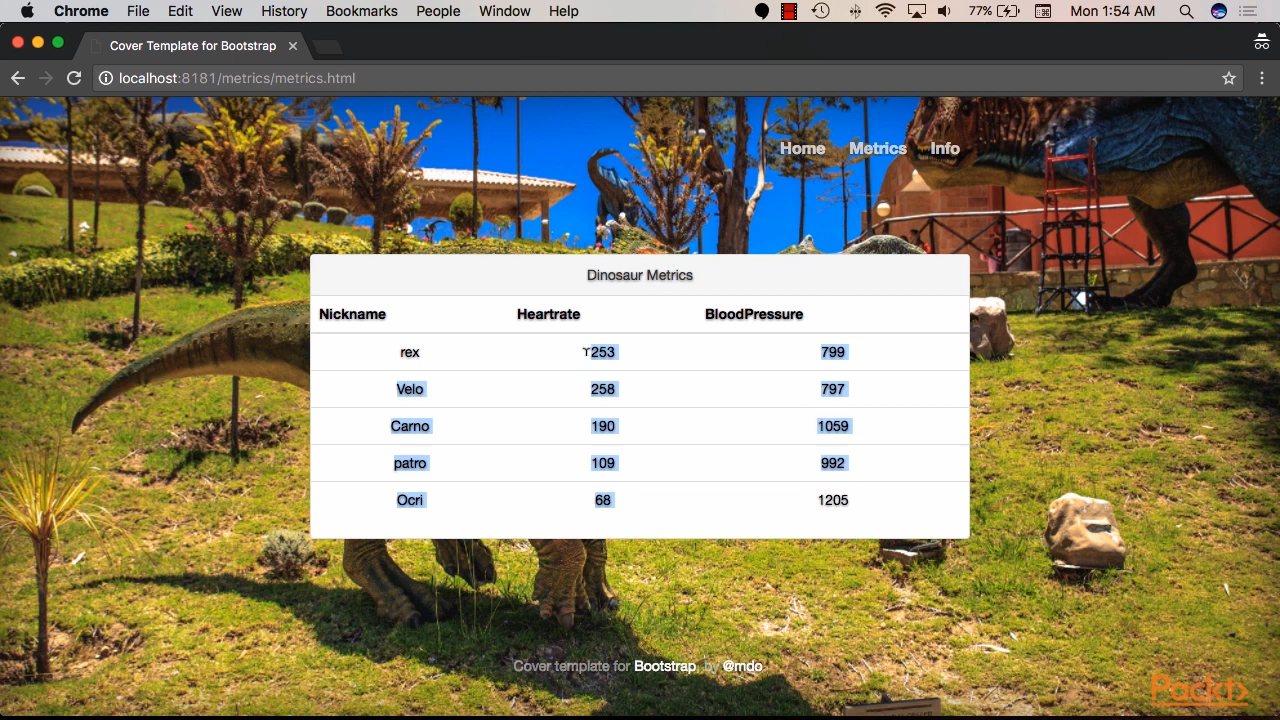 Chrome File Edit View History Bookmarks People Window Help 77% Mon 1:54 AM
Cover Template for Bootstrap
localhost:8181/metrics/metrics.html
Home Metrics Info
Dinosaur Metrics
Nickname Heartrate BloodPressure
rex 253 799
Velo 258 797
Carno 190 1059
patro 109 992
Ocri 68 1205
Cover template for Bootstrap, by @mdo
Packt>